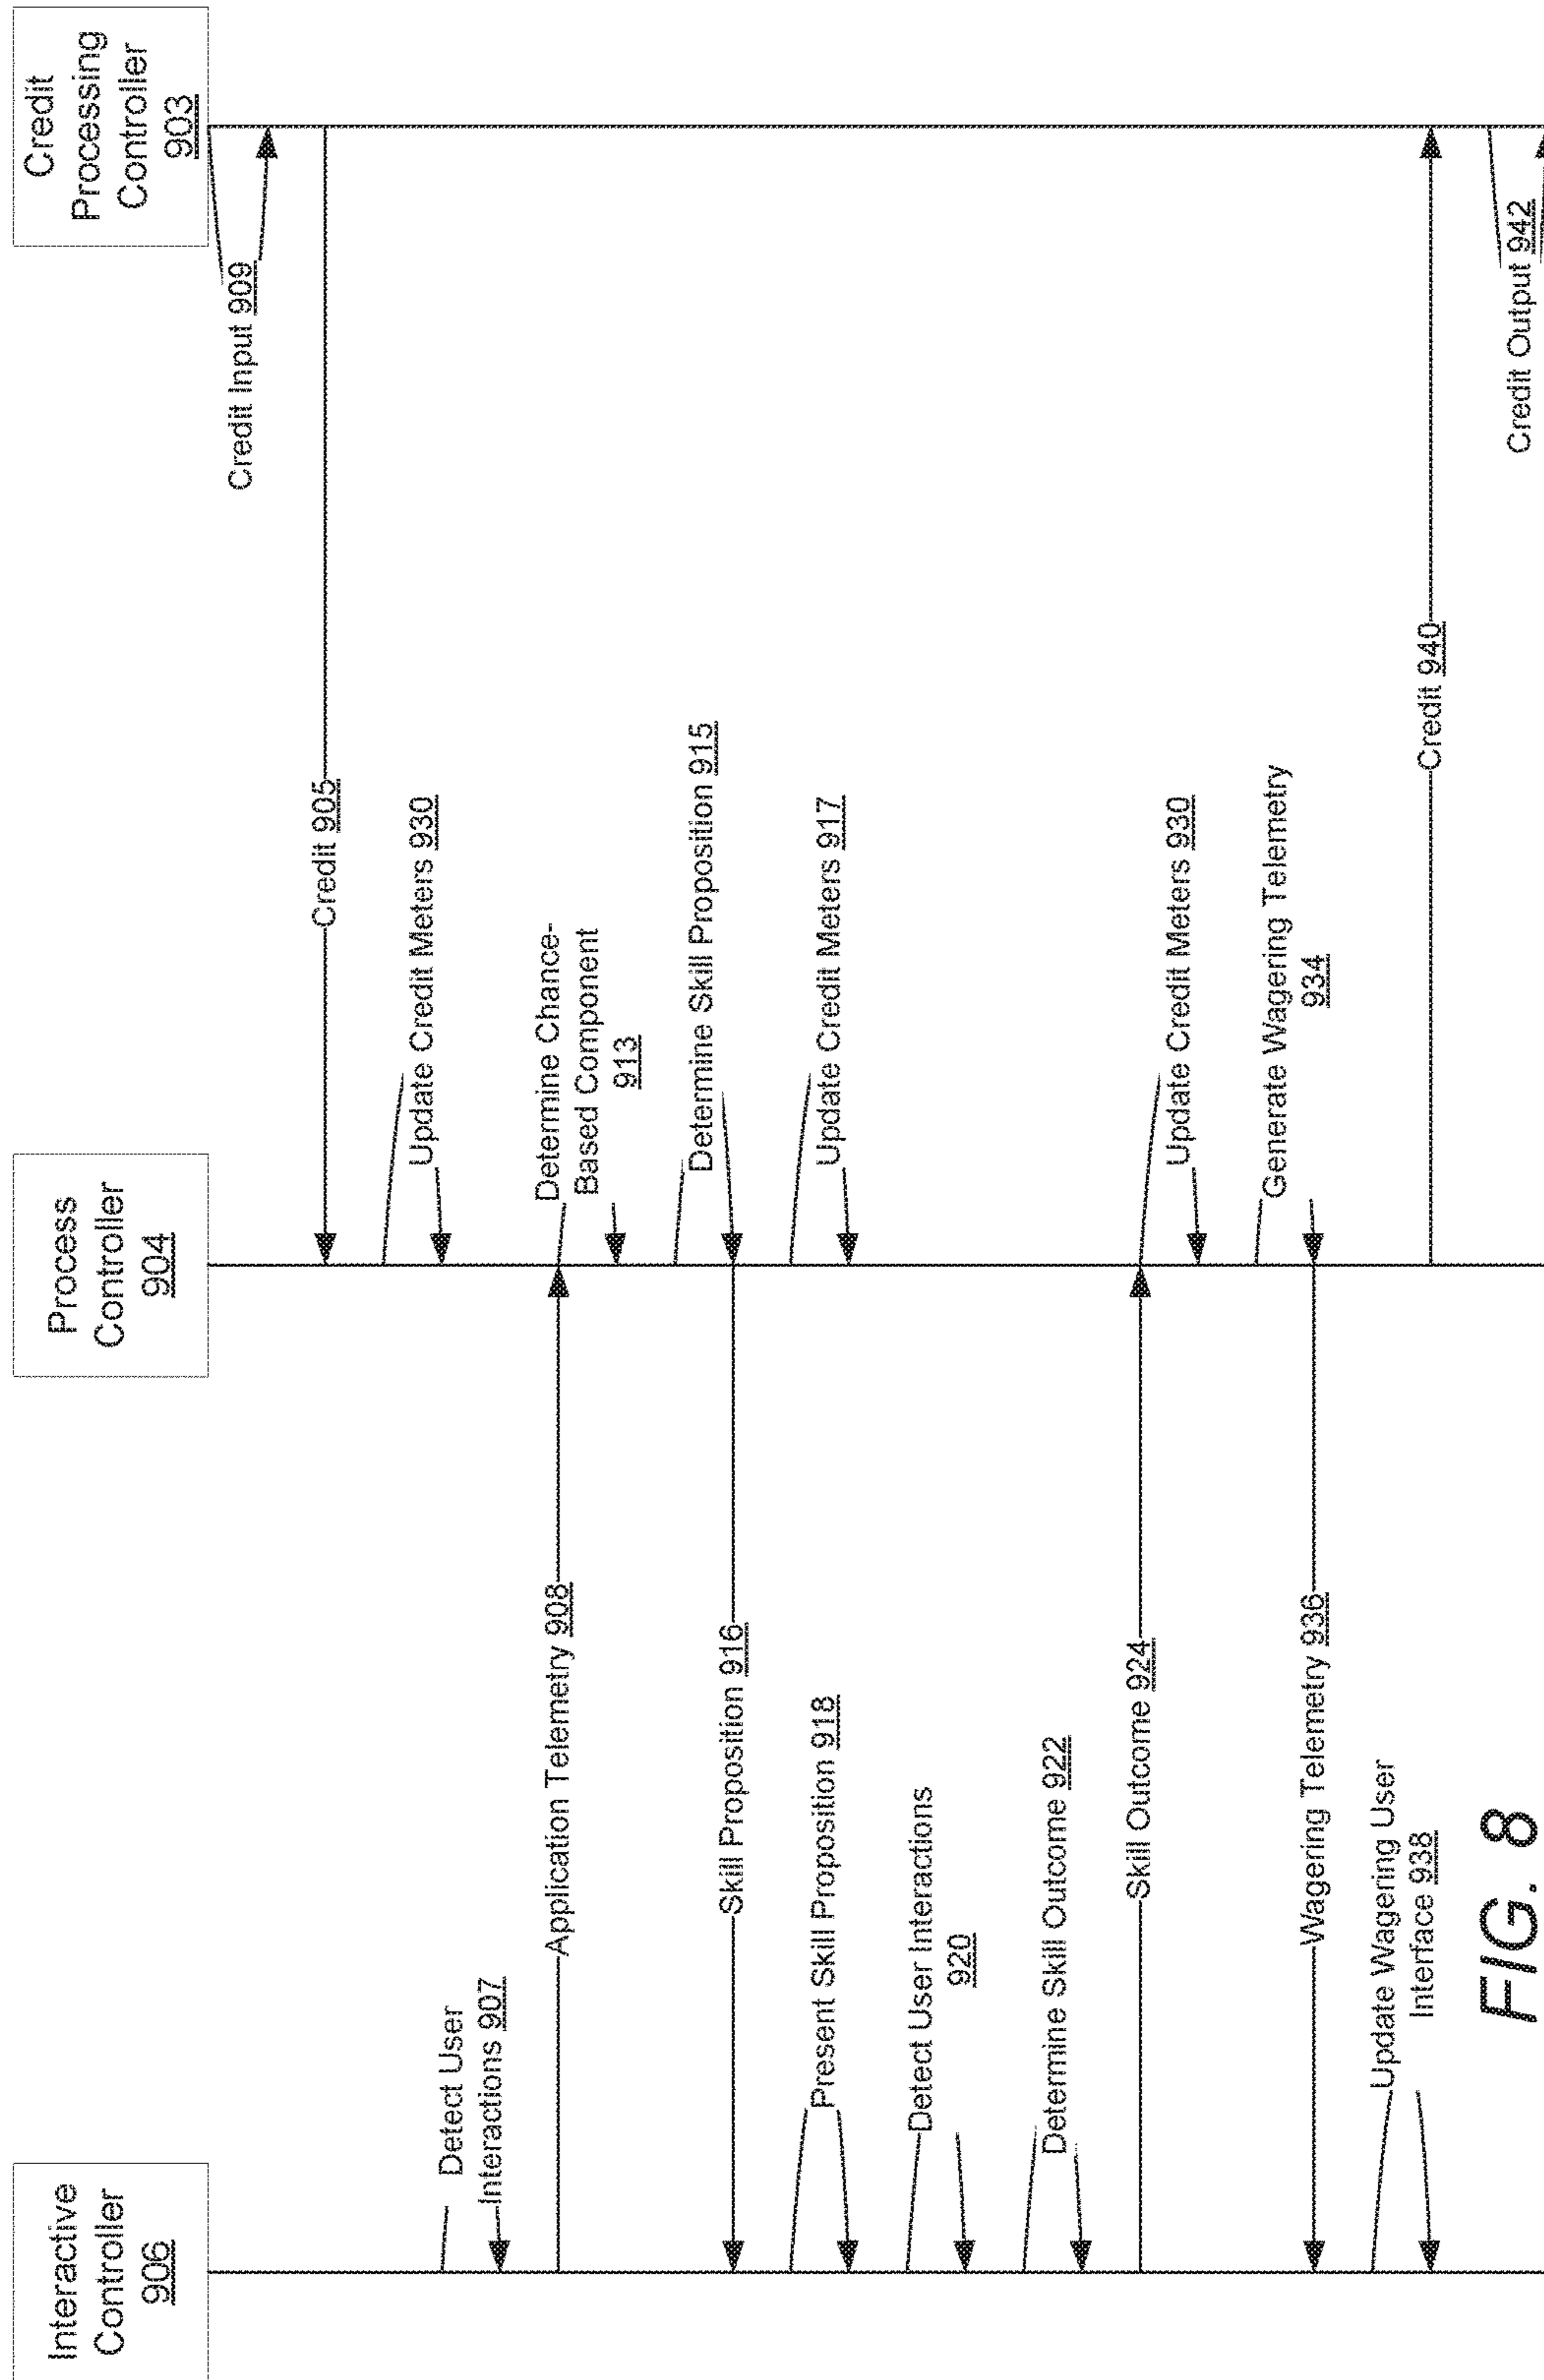 Interactive
Controller
906
Process
Controller
904
Credit
Processing
Controller
903
Credit Input 909
Credit 905
Update Credit Meters 930
Detect User
Interactions 907
Application Telemetry 908
Determine Chance-
Based Component
913
Determine Skill Proposition 915
Skill Proposition 916
Update Credit Meters 917
Present Skill Proposition 918
Detect User Interactions
920
Determine Skill Outcome 922
Skill Outcome 924
Update Credit Meters 930
Generate Wagering Telemetry
934
Wagering Telemetry 936
Update Wagering User
Interface 938
Credit 940
Credit Output 942
FIG. 8